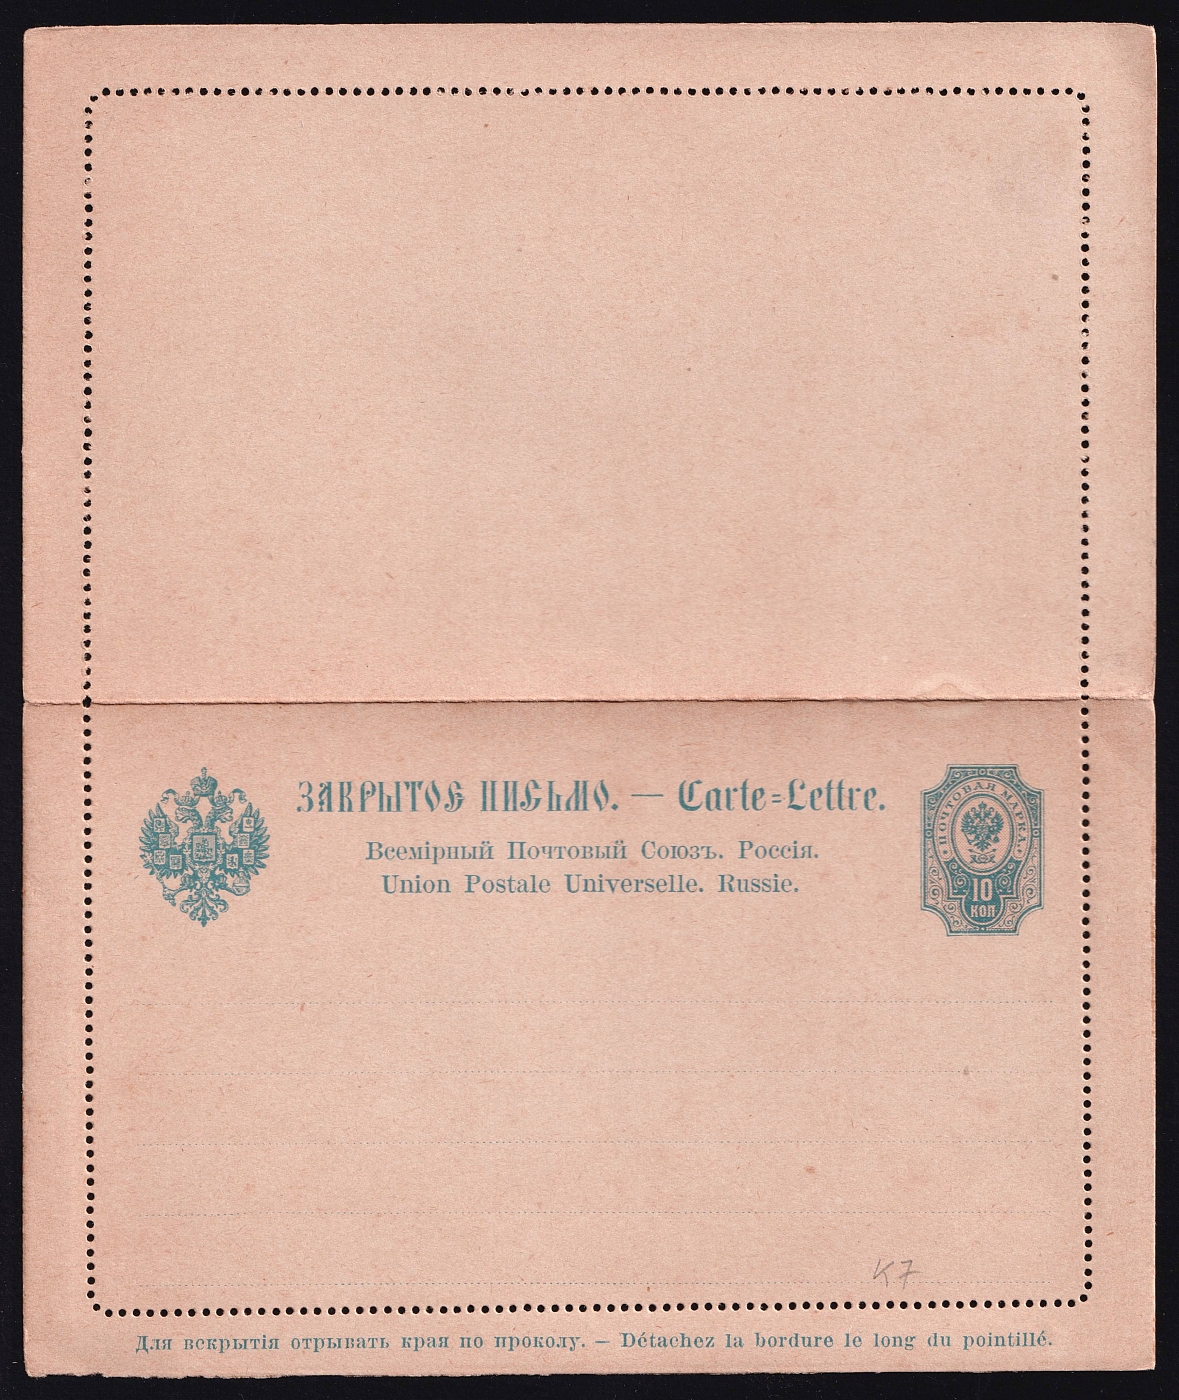 ЗАКРЫТОЕ ПИСЬМО. — Carte=Lettre.
Всемірный Почтовый Союзъ. Россія.
Union Postale Universelle. Russie.
ПОЧТОВАЯ МАРКА
10
КОП
К7
Для вскрытія отрывать края по проколу. — Détachez la bordure le long du pointillé.